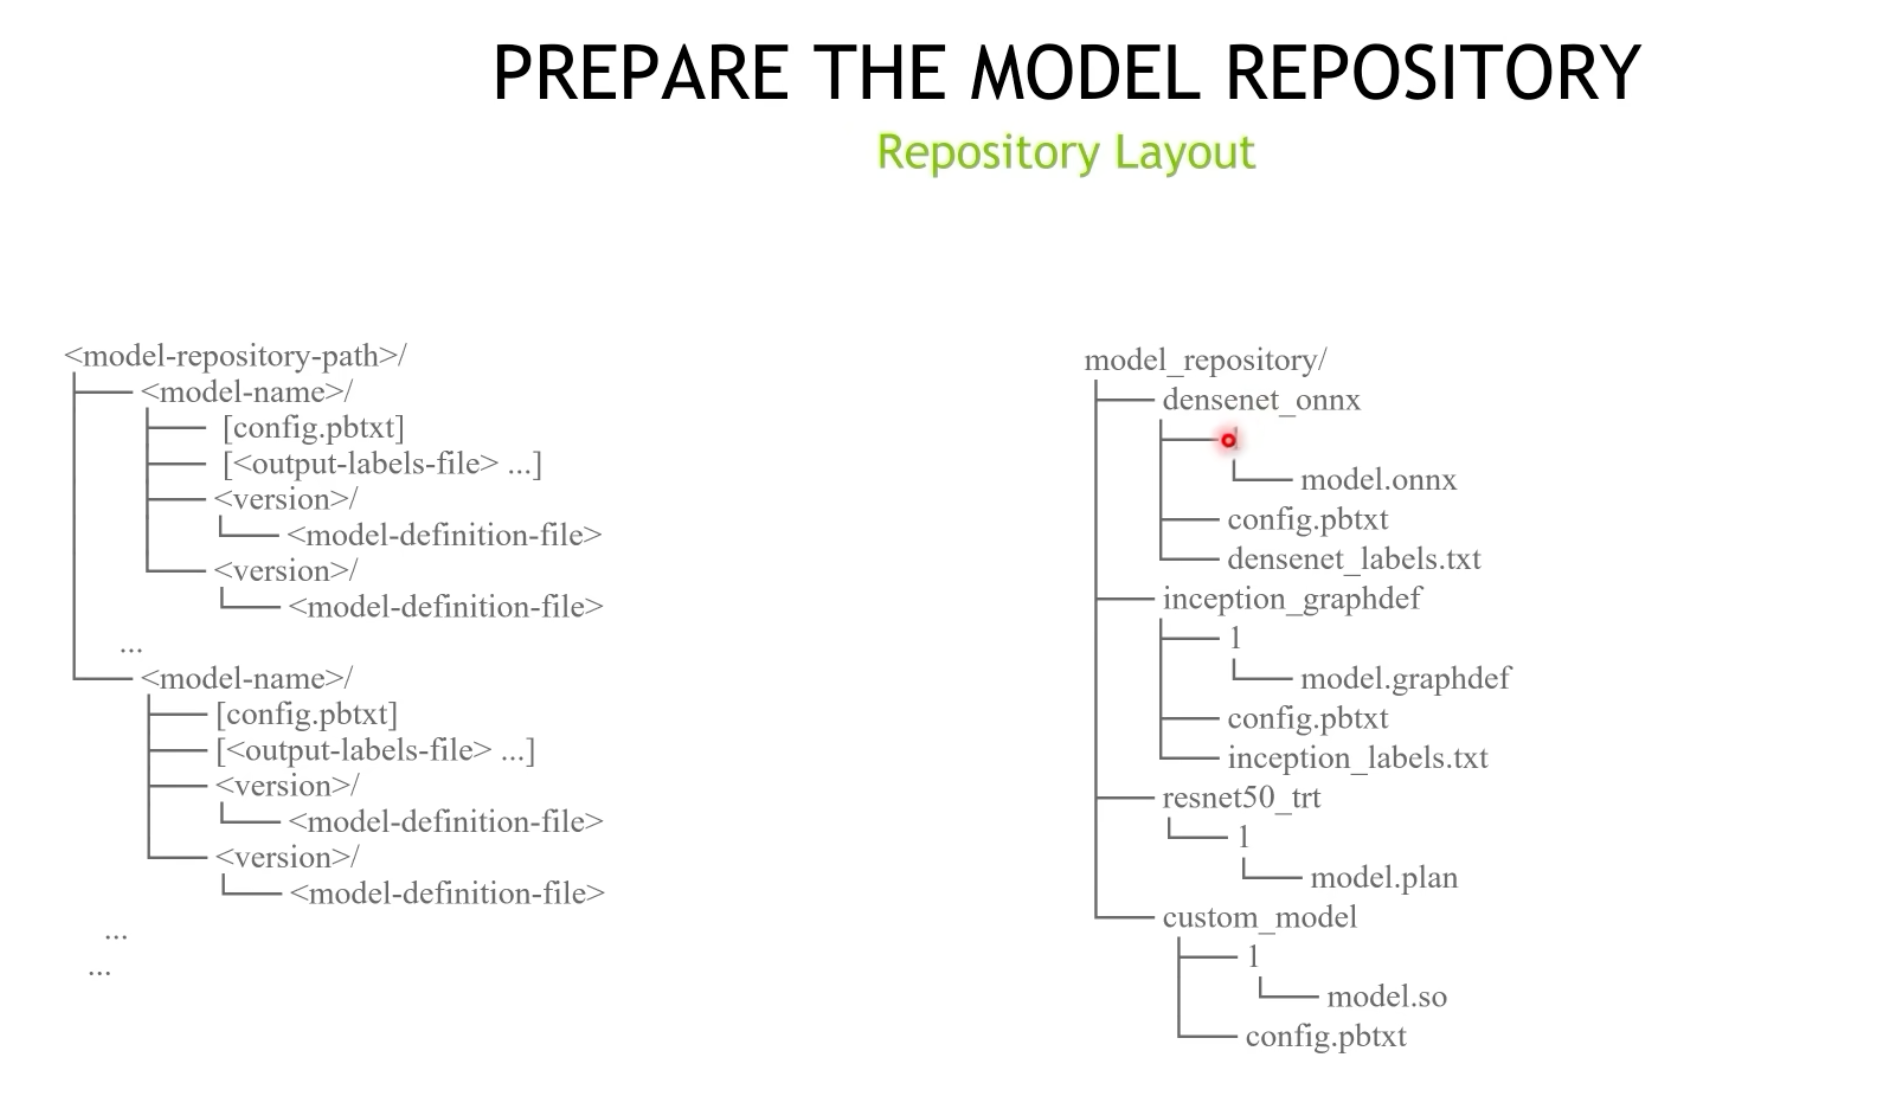 PREPARE THE MODEL REPOSITORY
Repository Layout
<model-repository-path>/
<model-name>/
[config.pbtxt]
[<output-labels-file> ...]
<version>/
<model-definition-file>
<version>/
<model-definition-file>
...
<model-name>/
[config.pbtxt]
[<output-labels-file> ...]
<version>/
<model-definition-file>
<version>/
<model-definition-file>
...
...
model_repository/
densenet_onnx
model.onnx
config.pbtxt
densenet_labels.txt
inception_graphdef
1
model.graphdef
config.pbtxt
inception_labels.txt
resnet50_trt
1
model.plan
custom_model
1
model.so
config.pbtxt